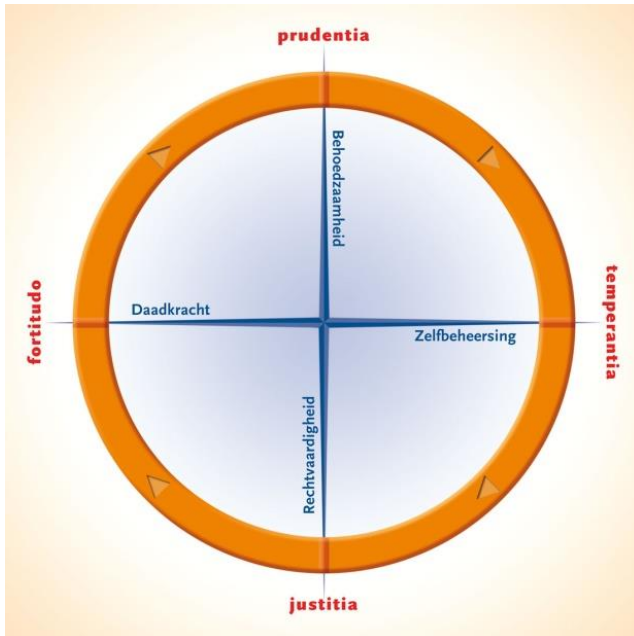 prudentia
Behoedzaamheid
fortitudo
Daadkracht
temperantia
Zelfbeheersing
Rechtvaardigheid
justitia